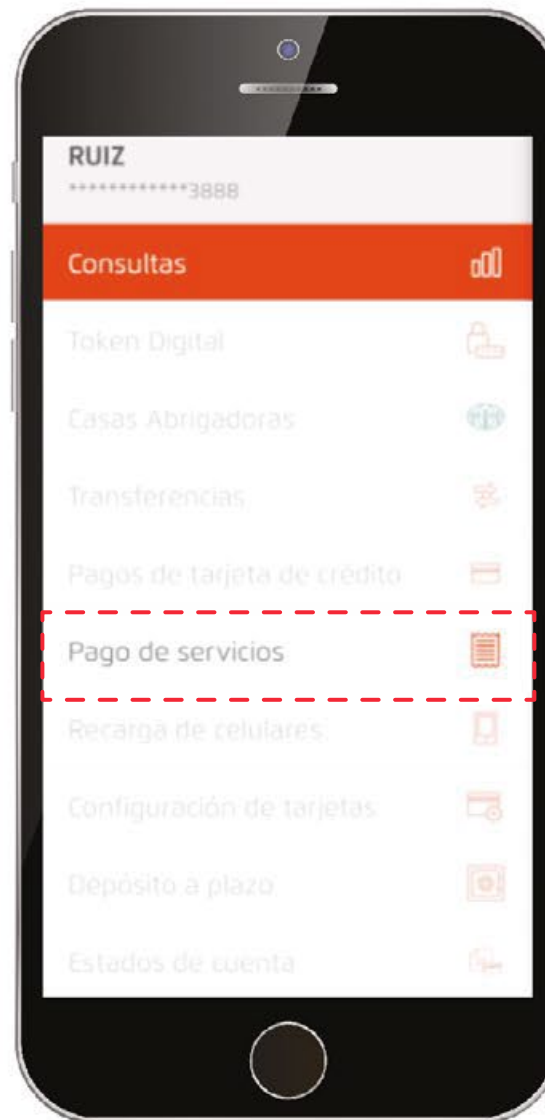 RUIZ
************3888
Consultas
Token Digital
Casas Abrigadoras
Transferencias
Pagos de tarjeta de crédito
Pago de servicios
Recarga de celulares
Configuración de tarjetas
Depósito a plazo
Estados de cuenta